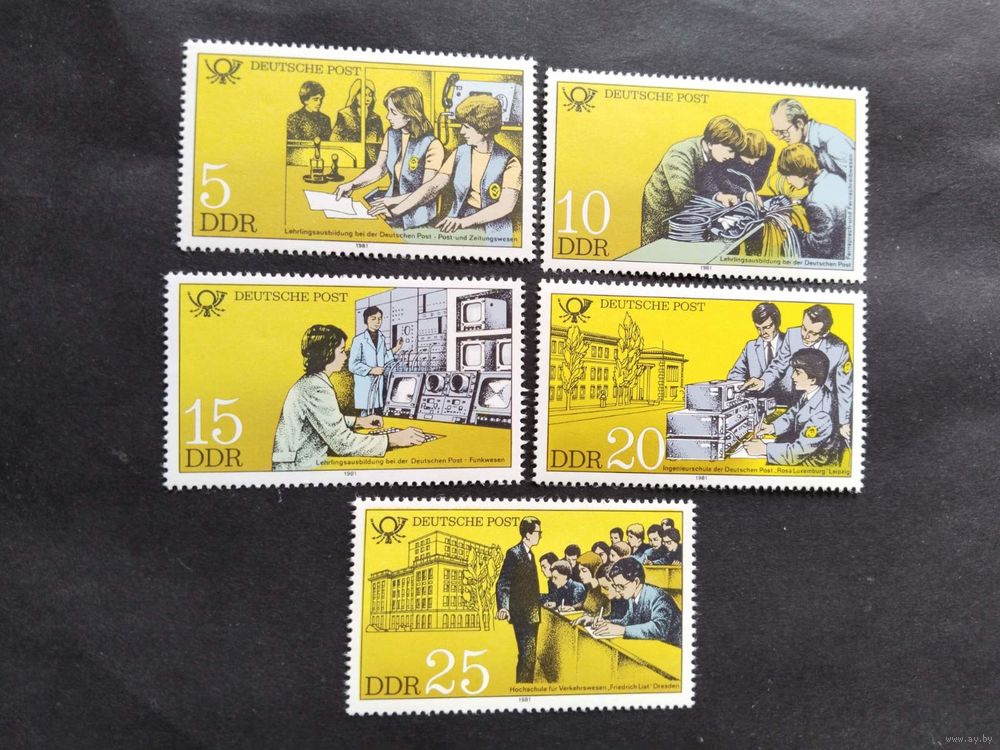 DEUTSCHE POST
5
DDR
Lehrlingsausbildung bei der Deutschen Post - Post-und Zeitungswesen
1981
DEUTSCHE POST
10
DDR
Lehrlingsausbildung bei der Deutschen Post
Fernsprech-und Fernschreibwesen
1981
DEUTSCHE POST
15
DDR
Lehrlingsausbildung bei der Deutschen Post - Funkwesen
1981
DEUTSCHE POST
DDR 20
Ingenieurschule der Deutschen Post „Rosa Luxemburg" Leipzig
1981
DEUTSCHE POST
DDR 25
Hochschule für Verkehrswesen „Friedrich List" Dresden
1981
www.ay.by